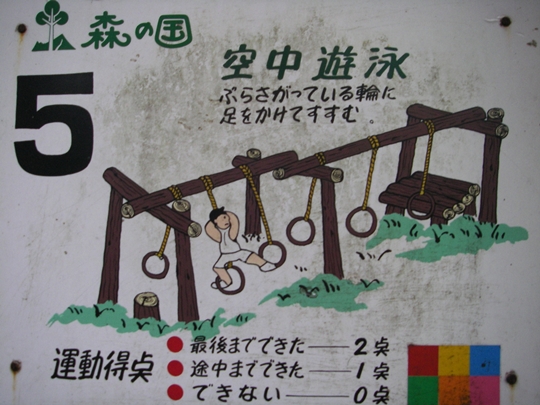 森の国
5
空中遊泳
ぶらさがっている輪に
足をかけてすすむ。
運動得点
●最後までできた——2点
●途中までできた——1点
●できない——0点